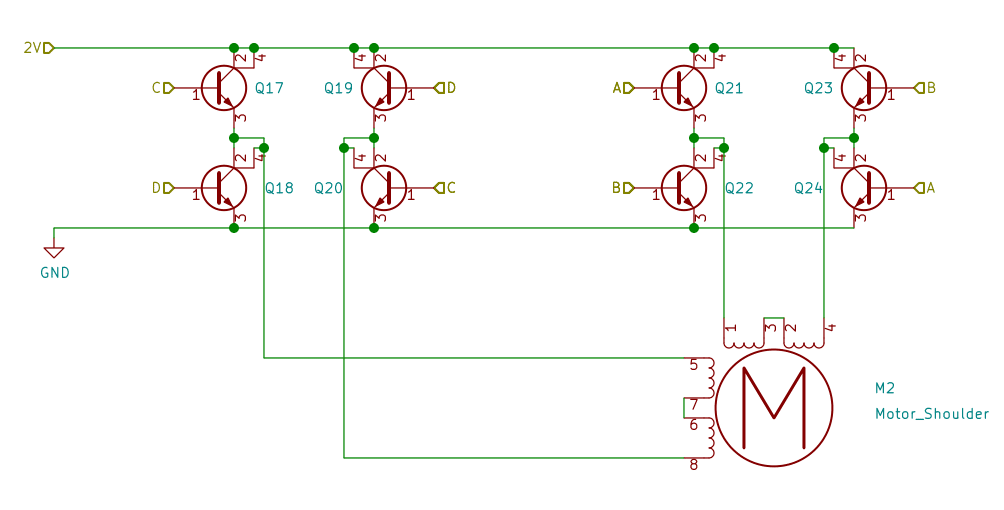 2V
2 4 4 2 2 4 4 2
C 1 Q17 Q19 1 D A 1 Q21 Q23 1 B
3 3 3 3
2 4 4 2 2 4 4 2
D 1 Q18 Q20 1 C B 1 Q22 Q24 1 A
3 3 3 3
GND
1 3 2 4
5
7
6
8
M
M2
Motor_Shoulder